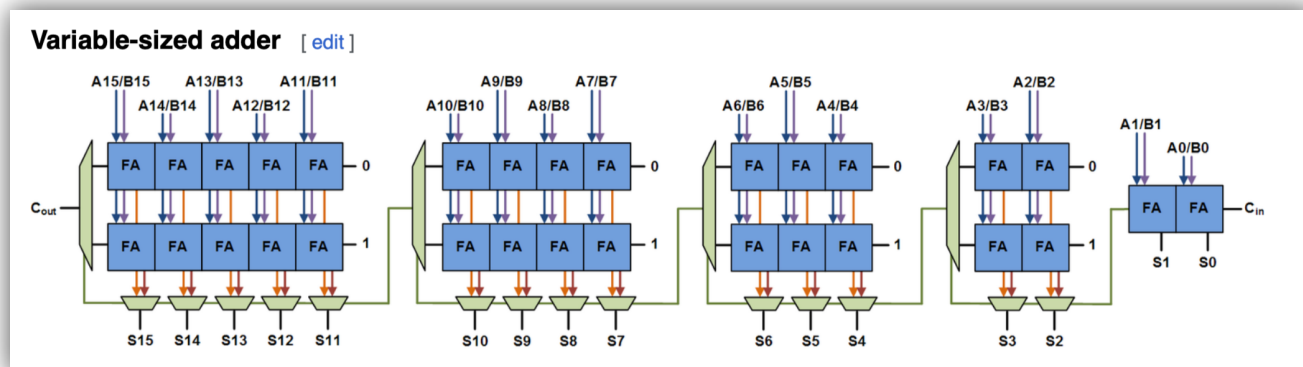 Variable-sized adder [ edit ]
A15/B15 A13/B13 A11/B11 A9/B9 A7/B7 A5/B5 A2/B2
A14/B14 A12/B12 A10/B10 A8/B8 A6/B6 A4/B4 A3/B3
A1/B1
A0/B0
FA FA FA FA FA 0 FA FA FA FA 0 FA FA FA 0 FA FA 0
Cout FA FA Cin
FA FA FA FA FA 1 FA FA FA FA 1 FA FA FA 1 FA FA 1
S1 S0
S15 S14 S13 S12 S11 S10 S9 S8 S7 S6 S5 S4 S3 S2